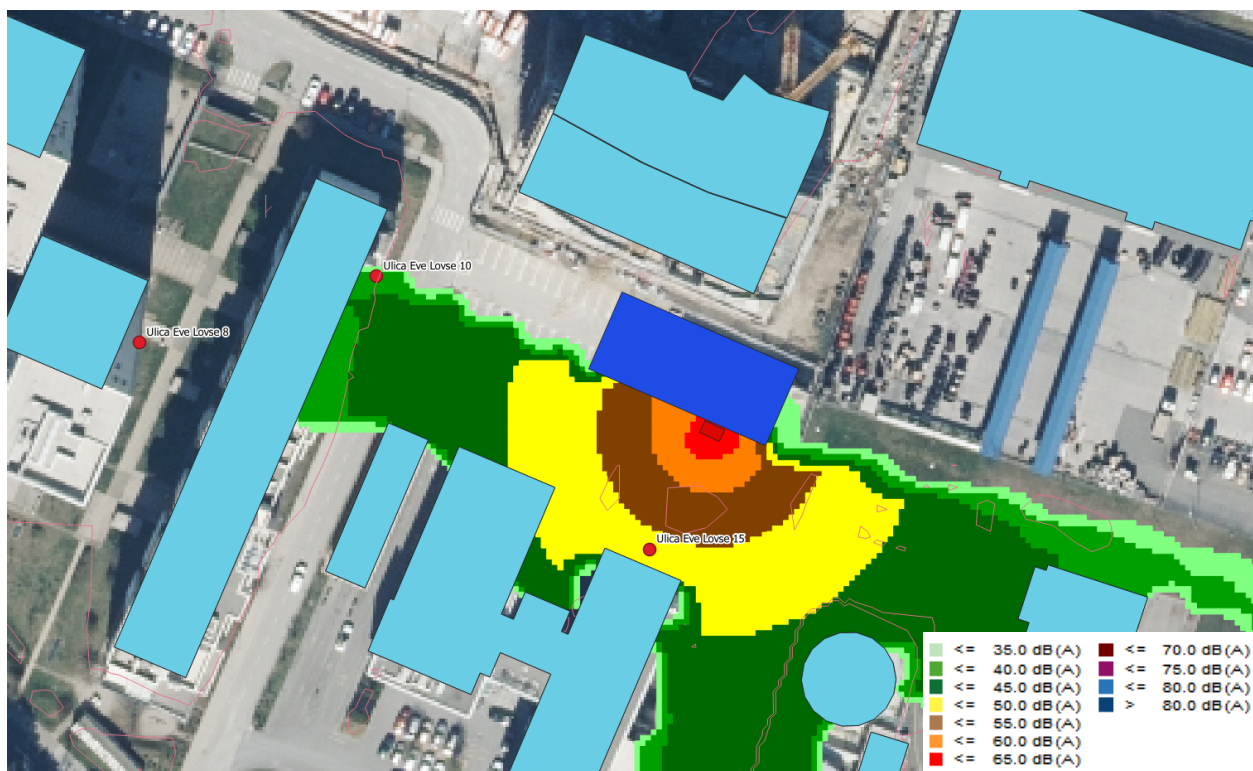 Ulica Eve Lovse 10
Ulica Eve Lovse 8
Ulica Eve Lovse 15
<= 35.0 dB(A)
<= 40.0 dB(A)
<= 45.0 dB(A)
<= 50.0 dB(A)
<= 55.0 dB(A)
<= 60.0 dB(A)
<= 65.0 dB(A)
<= 70.0 dB(A)
<= 75.0 dB(A)
<= 80.0 dB(A)
> 80.0 dB(A)